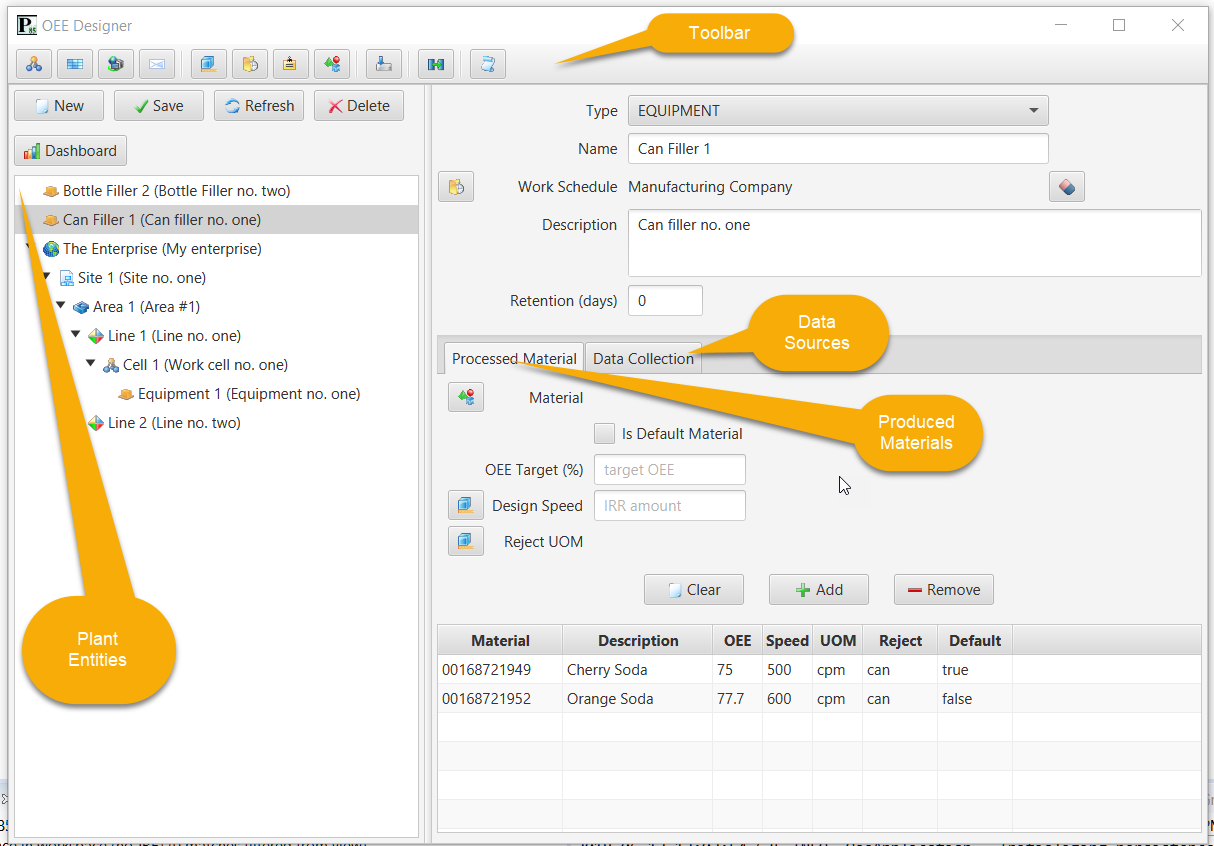 P85 OEE Designer
Toolbar
New Save Refresh Delete
Dashboard
Bottle Filler 2 (Bottle Filler no. two)
Can Filler 1 (Can filler no. one)
The Enterprise (My enterprise)
Site 1 (Site no. one)
Area 1 (Area #1)
Line 1 (Line no. one)
Cell 1 (Work cell no. one)
Equipment 1 (Equipment no. one)
Line 2 (Line no. two)
Plant
Entities
Type EQUIPMENT
Name Can Filler 1
Work Schedule Manufacturing Company
Description Can filler no. one
Retention (days) 0
Data
Sources
Processed Material Data Collection
Material
Produced
Materials
Is Default Material
OEE Target (%) target OEE
Design Speed IRR amount
Reject UOM
Clear Add Remove
Material Description OEE Speed UOM Reject Default
00168721949 Cherry Soda 75 500 cpm can true
00168721952 Orange Soda 77.7 600 cpm can false